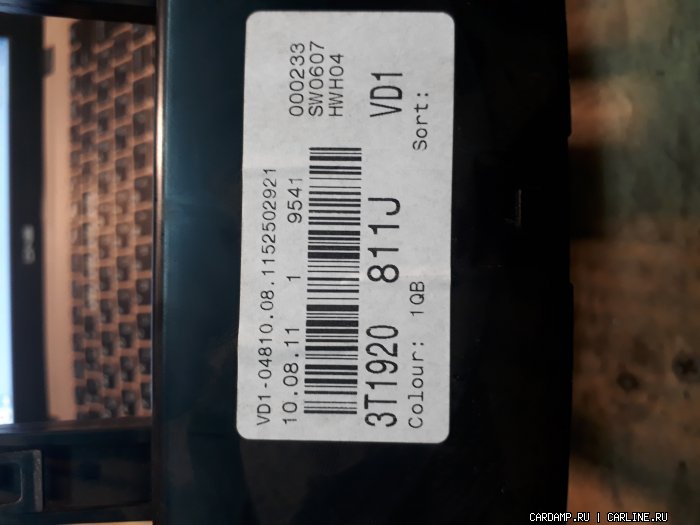 VD1-04810.08.1152502921
10.08.11 1 9541
000233
SW0607
HWH04
3T1920 811J VD1
Colour: 1QB
Sort:
CARDAMP.RU | CARLINE.RU